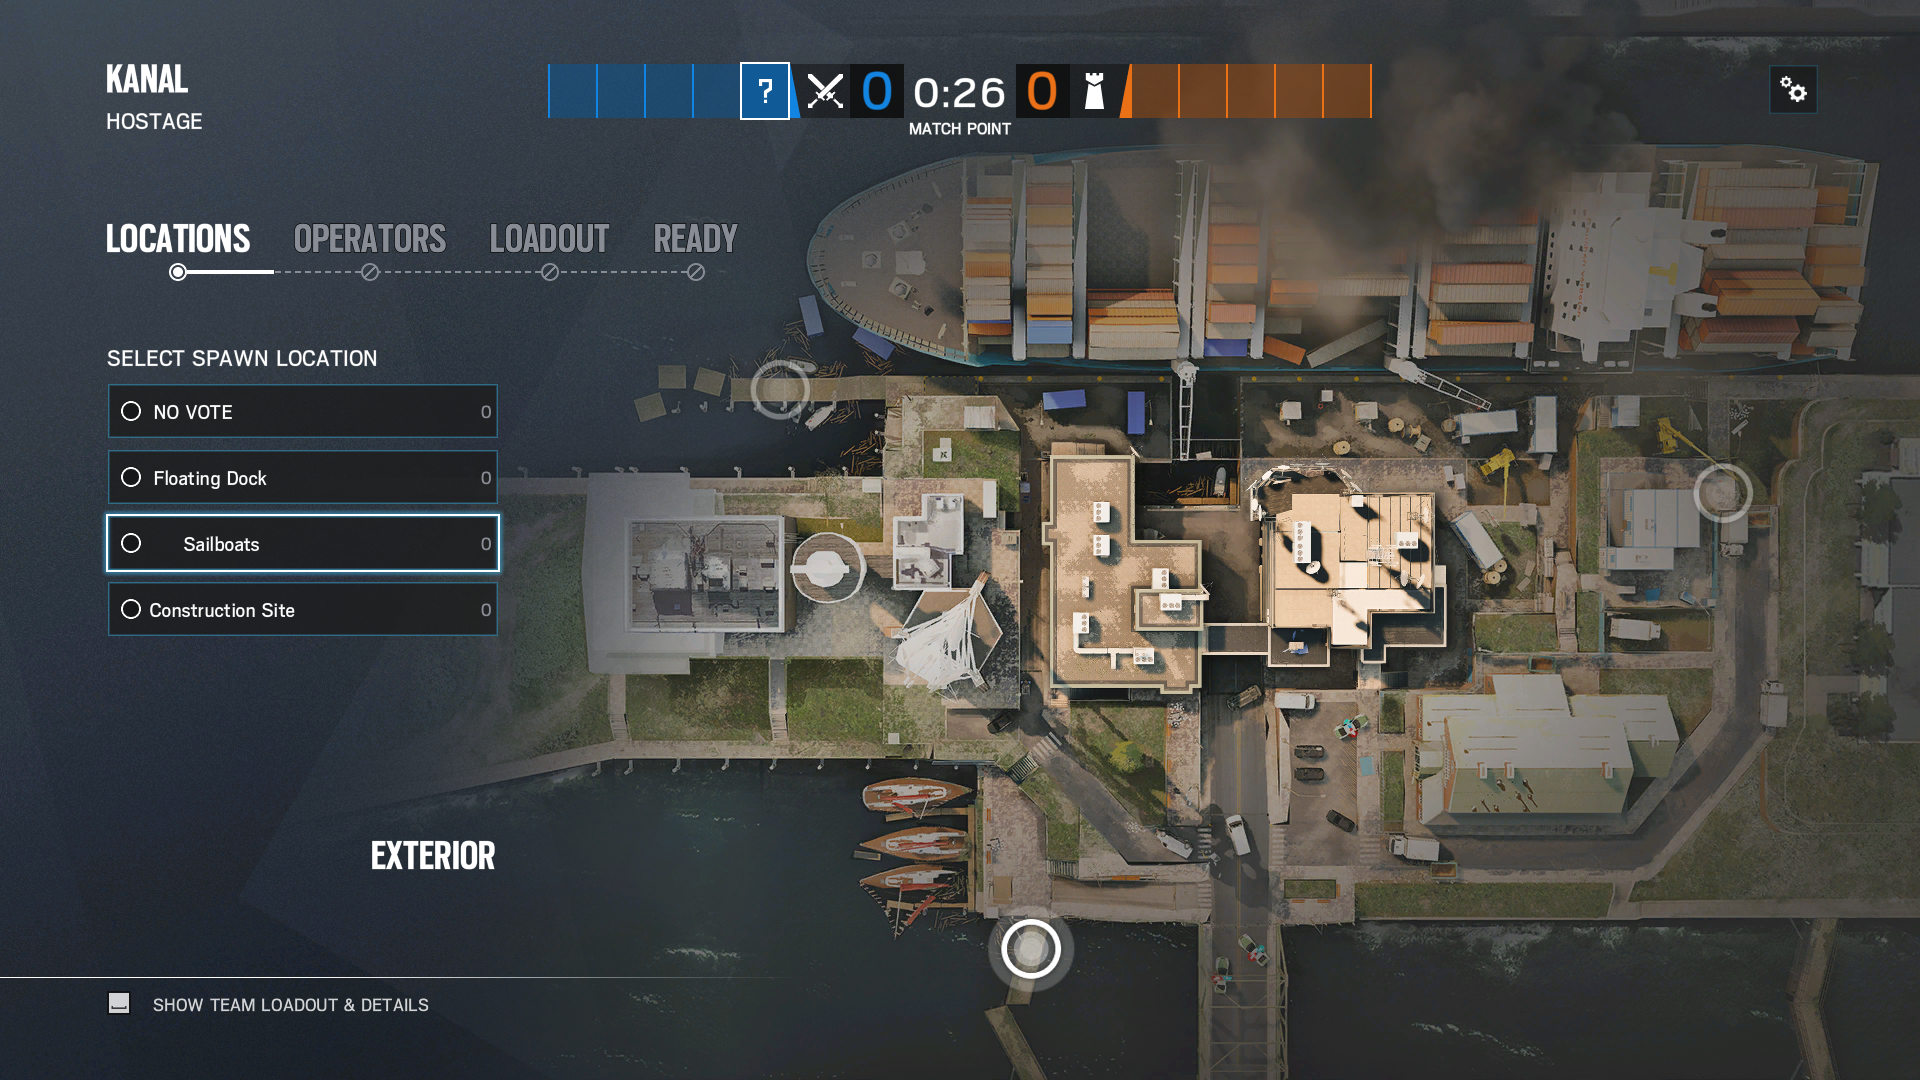 KANAL
HOSTAGE
?
0
0:26
0
MATCH POINT
LOCATIONS
OPERATORS
LOADOUT
READY
SELECT SPAWN LOCATION
NO VOTE 0
Floating Dock 0
Sailboats 0
Construction Site 0
EXTERIOR
SHOW TEAM LOADOUT & DETAILS